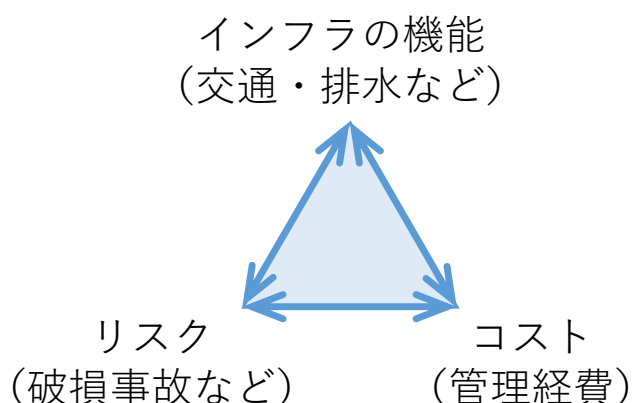 インフラの機能
（交通・排水など）
リスク
（破損事故など）
コスト
（管理経費）